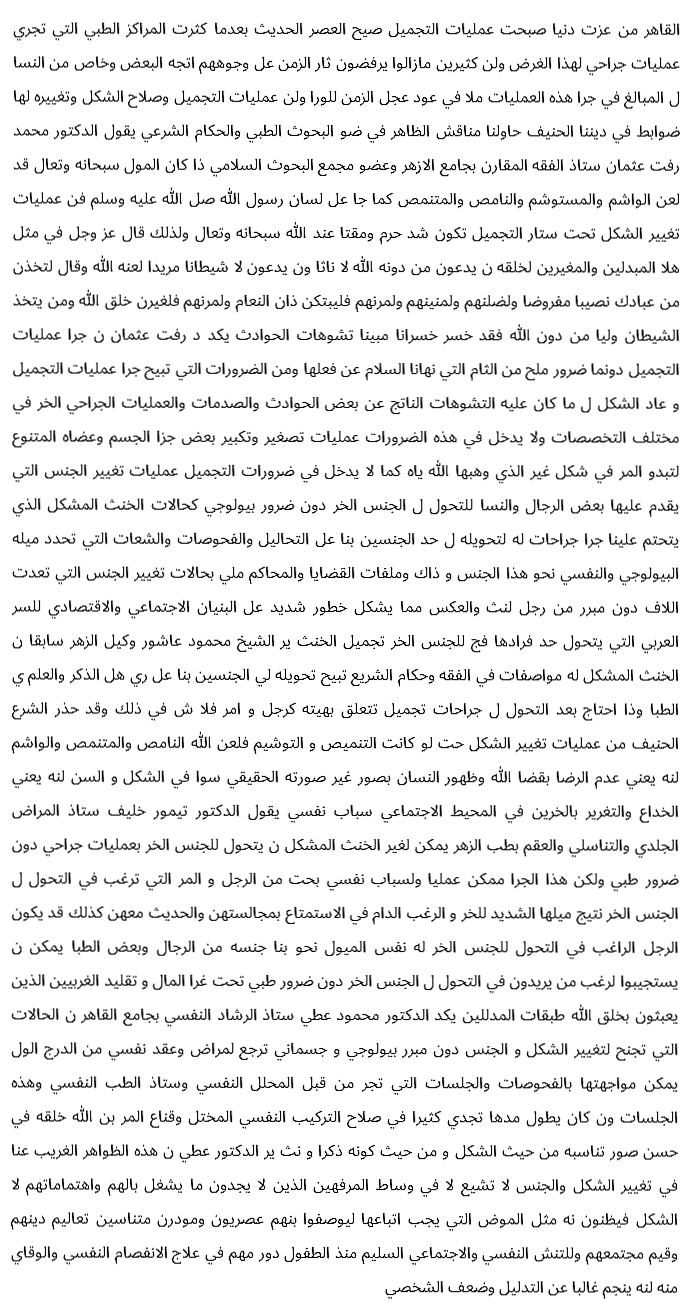 القاهر من عزت دنيا صبحت عمليات التجميل صيح العصر الحديث بعدما كثرت المراكز الطبي التي تجري
عمليات جراحي لهذا الغرض ولن كثيرين مازالوا يرفضون ثار الزمن عل وجوههم اتجه البعض وخاص من النسا
ل المبالغ في جرا هذه العمليات ملا في عود عجل الزمن للورا ولن عمليات التجميل وصلاح الشكل وتغييره لها
ضوابط في ديننا الحنيف حاولنا مناقش الظاهر في ضو البحوث الطبي والحكام الشرعي يقول الدكتور محمد
رفت عثمان ستاذ الفقه المقارن بجامع الازهر وعضو مجمع البحوث السلامي ذا كان المول سبحانه وتعال قد
لعن الواشم والمستوشم والنامص والمتنمص كما جا عل لسان رسول الله صل الله عليه وسلم فن عمليات
تغيير الشكل تحت ستار التجميل تكون شد حرم ومقتا عند الله سبحانه وتعال ولذلك قال عز وجل في مثل
هلا المبدلين والمغيرين لخلقه ن يدعون من دونه الله لا ناثا ون يدعون لا شيطانا مريدا لعنه الله وقال لتخذن
من عبادك نصيبا مفروضا ولضلنهم ولمنينهم ولمرنهم فليبتكن ذان النعام ولمرنهم فلغيرن خلق الله ومن يتخذ
الشيطان وليا من دون الله فقد خسر خسرانا مبينا تشوهات الحوادث يكد د رفت عثمان ن جرا عمليات
التجميل دونما ضرور ملح من الثام التي نهانا السلام عن فعلها ومن الضرورات التي تبيح جرا عمليات التجميل
و عاد الشكل ل ما كان عليه التشوهات الناتج عن بعض الحوادث والصدمات والعمليات الجراحي الخر في
مختلف التخصصات ولا يدخل في هذه الضرورات عمليات تصغير وتكبير بعض جزا الجسم وعضاه المتنوع
لتبدو المر في شكل غير الذي وهبها الله ياه كما لا يدخل في ضرورات التجميل عمليات تغيير الجنس التي
يقدم عليها بعض الرجال والنسا للتحول ل الجنس الخر دون ضرور بيولوجي كحالات الخنث المشكل الذي
يتحتم علينا جرا جراحات له لتحويله ل حد الجنسين بنا عل التحاليل والفحوصات والشعات التي تحدد ميله
البيولوجي والنفسي نحو هذا الجنس و ذاك وملفات القضايا والمحاكم ملي بحالات تغيير الجنس التي تعدت
اللاف دون مبرر من رجل لنث والعكس مما يشكل خطور شديد عل البنيان الاجتماعي والاقتصادي للسر
العربي التي يتحول حد فرادها فج للجنس الخر تجميل الخنث ير الشيخ محمود عاشور وكيل الزهر سابقا ن
الخنث المشكل له مواصفات في الفقه وحكام الشريع تبيح تحويله لي الجنسين بنا عل ري هل الذكر والعلم ي
الطبا وذا احتاج بعد التحول ل جراحات تجميل تتعلق بهيته كرجل و امر فلا ش في ذلك وقد حذر الشرع
الحنيف من عمليات تغيير الشكل حت لو كانت التنميص و التوشيم فلعن الله النامص والمتنمص والواشم
لنه يعني عدم الرضا بقضا الله وظهور النسان بصور غير صورته الحقيقي سوا في الشكل و السن لنه يعني
الخداع والتغرير بالخرين في المحيط الاجتماعي سباب نفسي يقول الدكتور تيمور خليف ستاذ المراض
الجلدي والتناسلي والعقم بطب الزهر يمكن لغير الخنث المشكل ن يتحول للجنس الخر بعمليات جراحي دون
ضرور طبي ولكن هذا الجرا ممكن عمليا ولسباب نفسي بحت من الرجل و المر التي ترغب في التحول ل
الجنس الخر نتيج ميلها الشديد للخر و الرغب الدام في الاستمتاع بمجالستهن والحديث معهن كذلك قد يكون
الرجل الراغب في التحول للجنس الخر له نفس الميول نحو بنا جنسه من الرجال وبعض الطبا يمكن ن
يستجيبوا لرغب من يريدون في التحول ل الجنس الخر دون ضرور طبي تحت غرا المال و تقليد الغربيين الذين
يعبثون بخلق الله طبقات المدللين يكد الدكتور محمود عطي ستاذ الرشاد النفسي بجامع القاهر ن الحالات
التي تجنح لتغيير الشكل و الجنس دون مبرر بيولوجي و جسماني ترجع لمراض وعقد نفسي من الدرج الول
يمكن مواجهتها بالفحوصات والجلسات التي تجر من قبل المحلل النفسي وستاذ الطب النفسي وهذه
الجلسات ون كان يطول مدها تجدي كثيرا في صلاح التركيب النفسي المختل وقناع المر بن الله خلقه في
حسن صور تناسبه من حيث الشكل و من حيث كونه ذكرا و نث ير الدكتور عطي ن هذه الظواهر الغريب عنا
في تغيير الشكل والجنس لا تشيع لا في وساط المرفهين الذين لا يجدون ما يشغل بالهم واهتماماتهم لا
الشكل فيظنون نه مثل الموض التي يجب اتباعها ليوصفوا بنهم عصريون ومودرن متناسين تعاليم دينهم
وقيم مجتمعهم وللتنش النفسي والاجتماعي السليم منذ الطفول دور مهم في علاج الانفصام النفسي والوقاي
منه لنه ينجم غالبا عن التدليل وضعف الشخصي